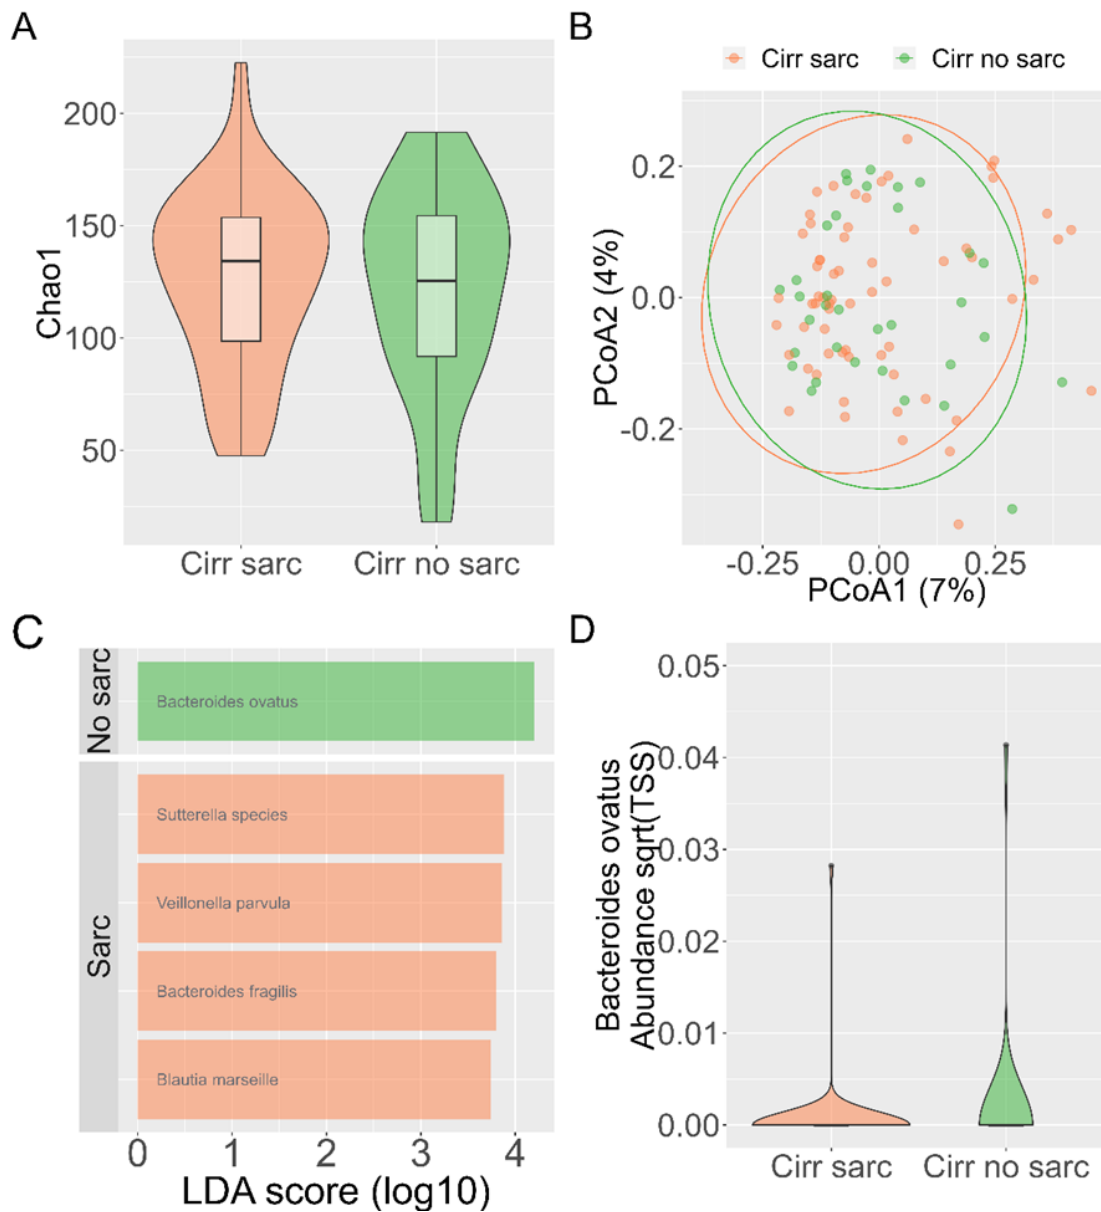 A
Chao1
200
150
100
50
Cirr sarc
Cirr no sarc
B
Cirr sarc
Cirr no sarc
PCoA2 (4%)
0.2
0.0
-0.2
-0.25
0.00
0.25
PCoA1 (7%)
C
No sarc
Bacteroides ovatus
Sarc
Sutterella species
Veillonella parvula
Bacteroides fragilis
Blautia marseille
0
1
2
3
4
LDA score (log10)
D
Bacteroides ovatus
Abundance sqrt(TSS)
0.05
0.04
0.03
0.02
0.01
0.00
Cirr sarc
Cirr no sarc